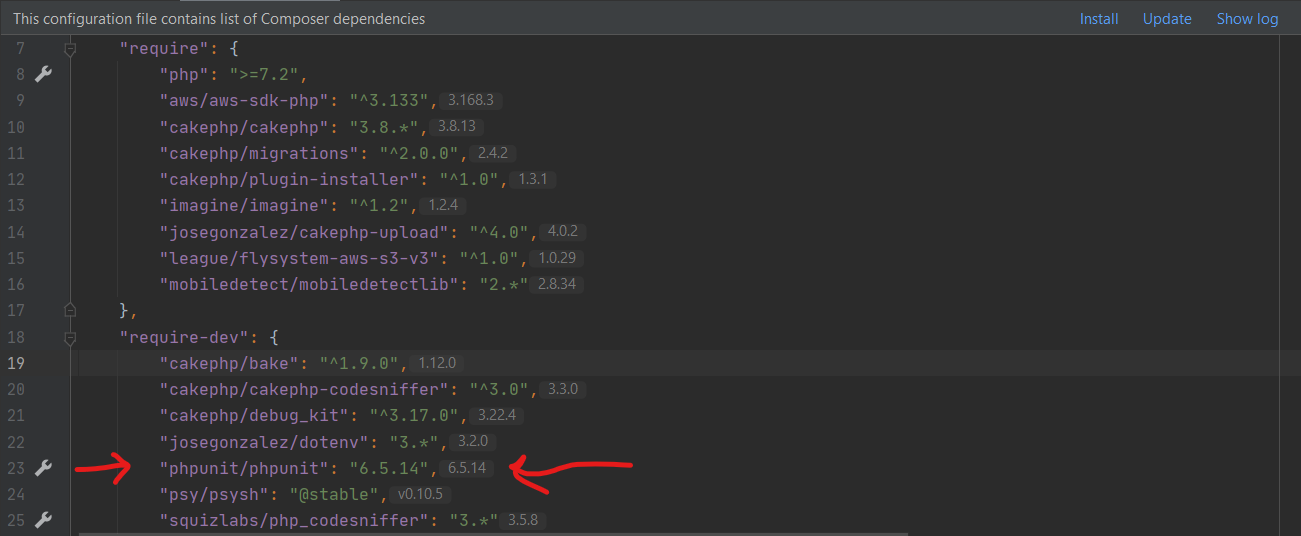 This configuration file contains list of Composer dependencies Install Update Show log
7 "require": {
8 "php": ">=7.2",
9 "aws/aws-sdk-php": "^3.133", 3.168.3
10 "cakephp/cakephp": "3.8.*", 3.8.13
11 "cakephp/migrations": "^2.0.0", 2.4.2
12 "cakephp/plugin-installer": "^1.0", 1.3.1
13 "imagine/imagine": "^1.2", 1.2.4
14 "josegonzalez/cakephp-upload": "^4.0", 4.0.2
15 "league/flysystem-aws-s3-v3": "^1.0", 1.0.29
16 "mobiledetect/mobiledetectlib": "2.*" 2.8.34
17 },
18 "require-dev": {
19 "cakephp/bake": "^1.9.0", 1.12.0
20 "cakephp/cakephp-codesniffer": "^3.0", 3.3.0
21 "cakephp/debug_kit": "^3.17.0", 3.22.4
22 "josegonzalez/dotenv": "3.*", 3.2.0
23 "phpunit/phpunit": "6.5.14", 6.5.14
24 "psy/psysh": "@stable", v0.10.5
25 "squizlabs/php_codesniffer": "3.*" 3.5.8